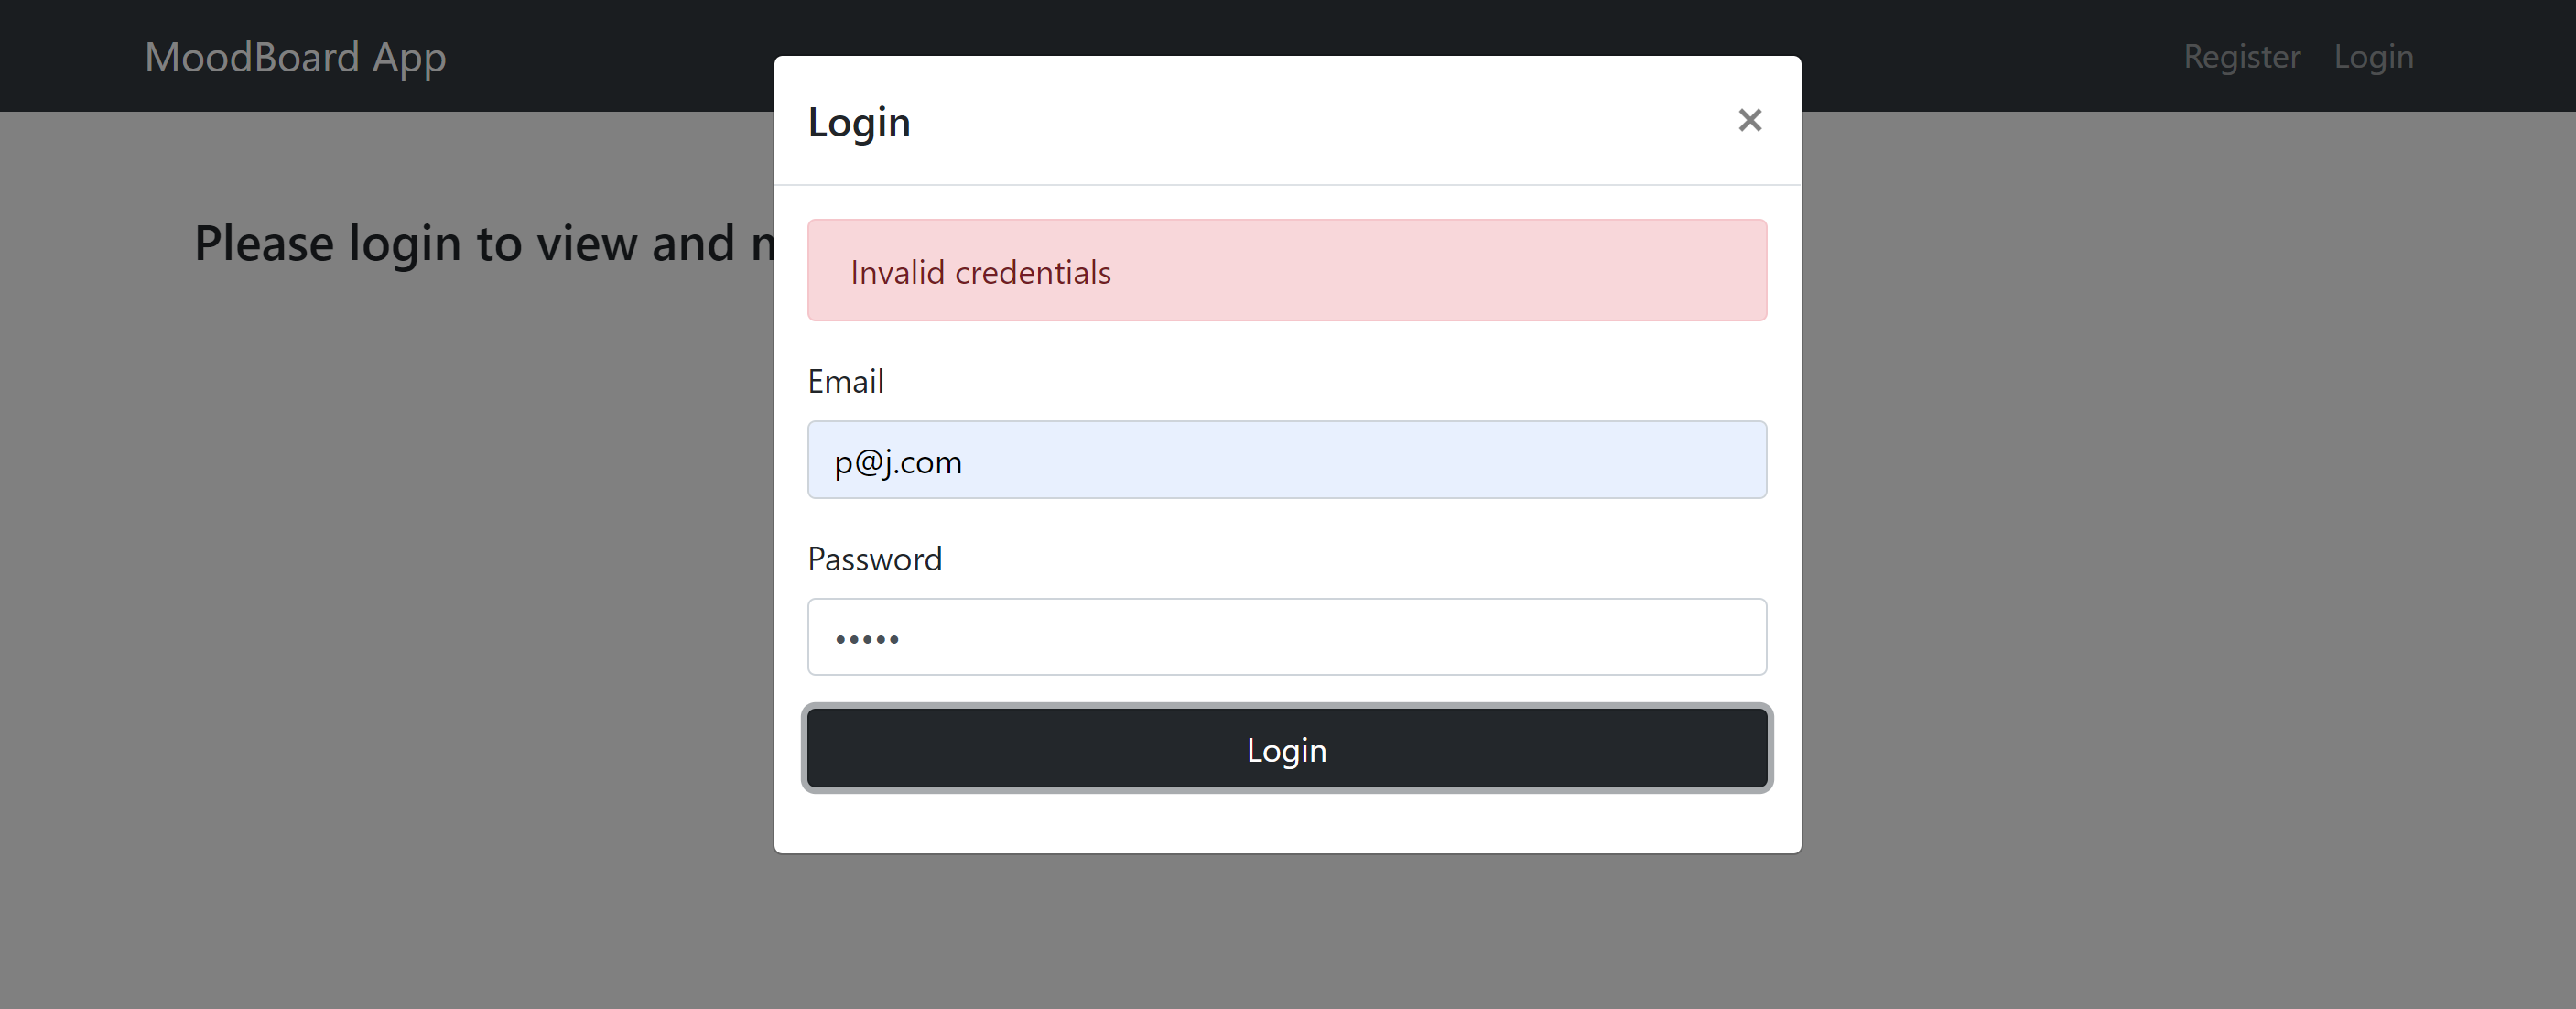 MoodBoard App
Register Login
Login
×
Please login to view and
Invalid credentials
Email
p@j.com
Password
•••••
Login